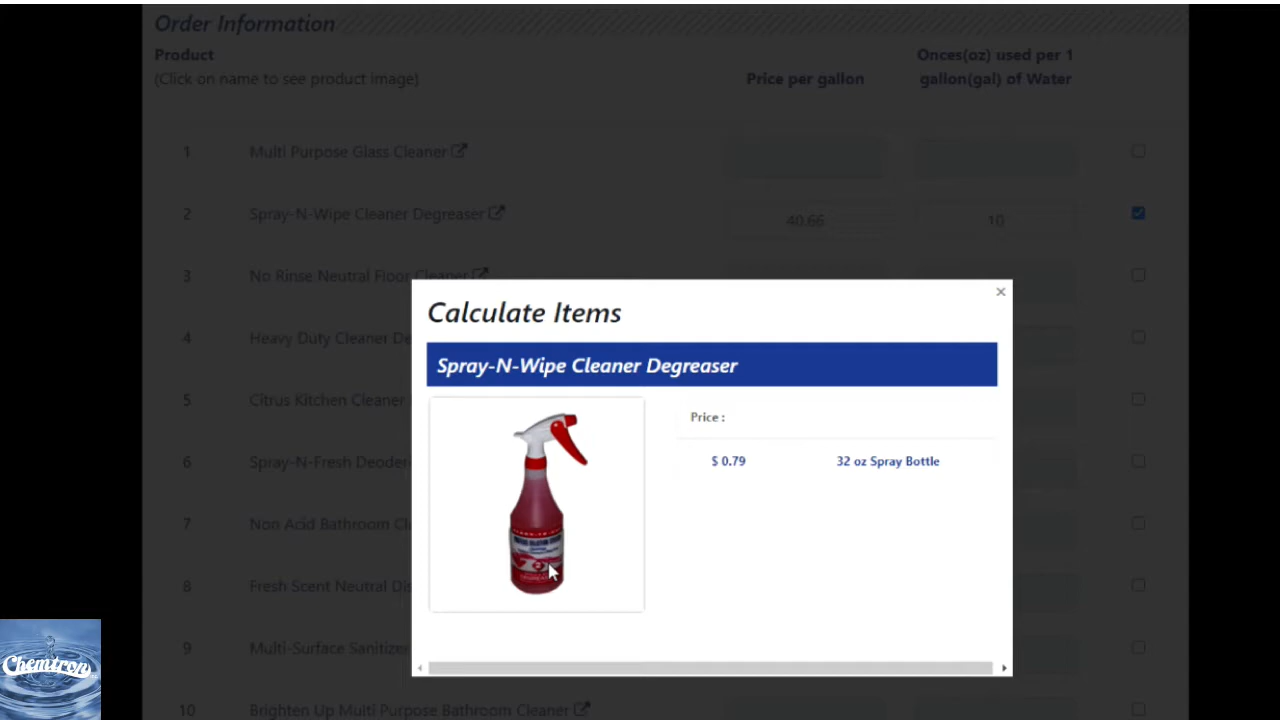 Order Information
Product
(Click on name to see product image)
Price per gallon
Onces(oz) used per 1
gallon(gal) of Water
1 Multi Purpose Glass Cleaner
2 Spray-N-Wipe Cleaner Degreaser 40.66 10
3 No Rinse Neutral Floor Cleaner
4 Heavy Duty Cleaner De
5 Citrus Kitchen Cleaner
6 Spray-N-Fresh Deoder
7 Non Acid Bathroom Cl
8 Fresh Scent Neutral Dis
9 Multi-Surface Sanitizer
10 Brighten Up Multi Purpose Bathroom Cleaner
Calculate Items
×
Spray-N-Wipe Cleaner Degreaser
Price :
$ 0.79 32 oz Spray Bottle
Chemtron